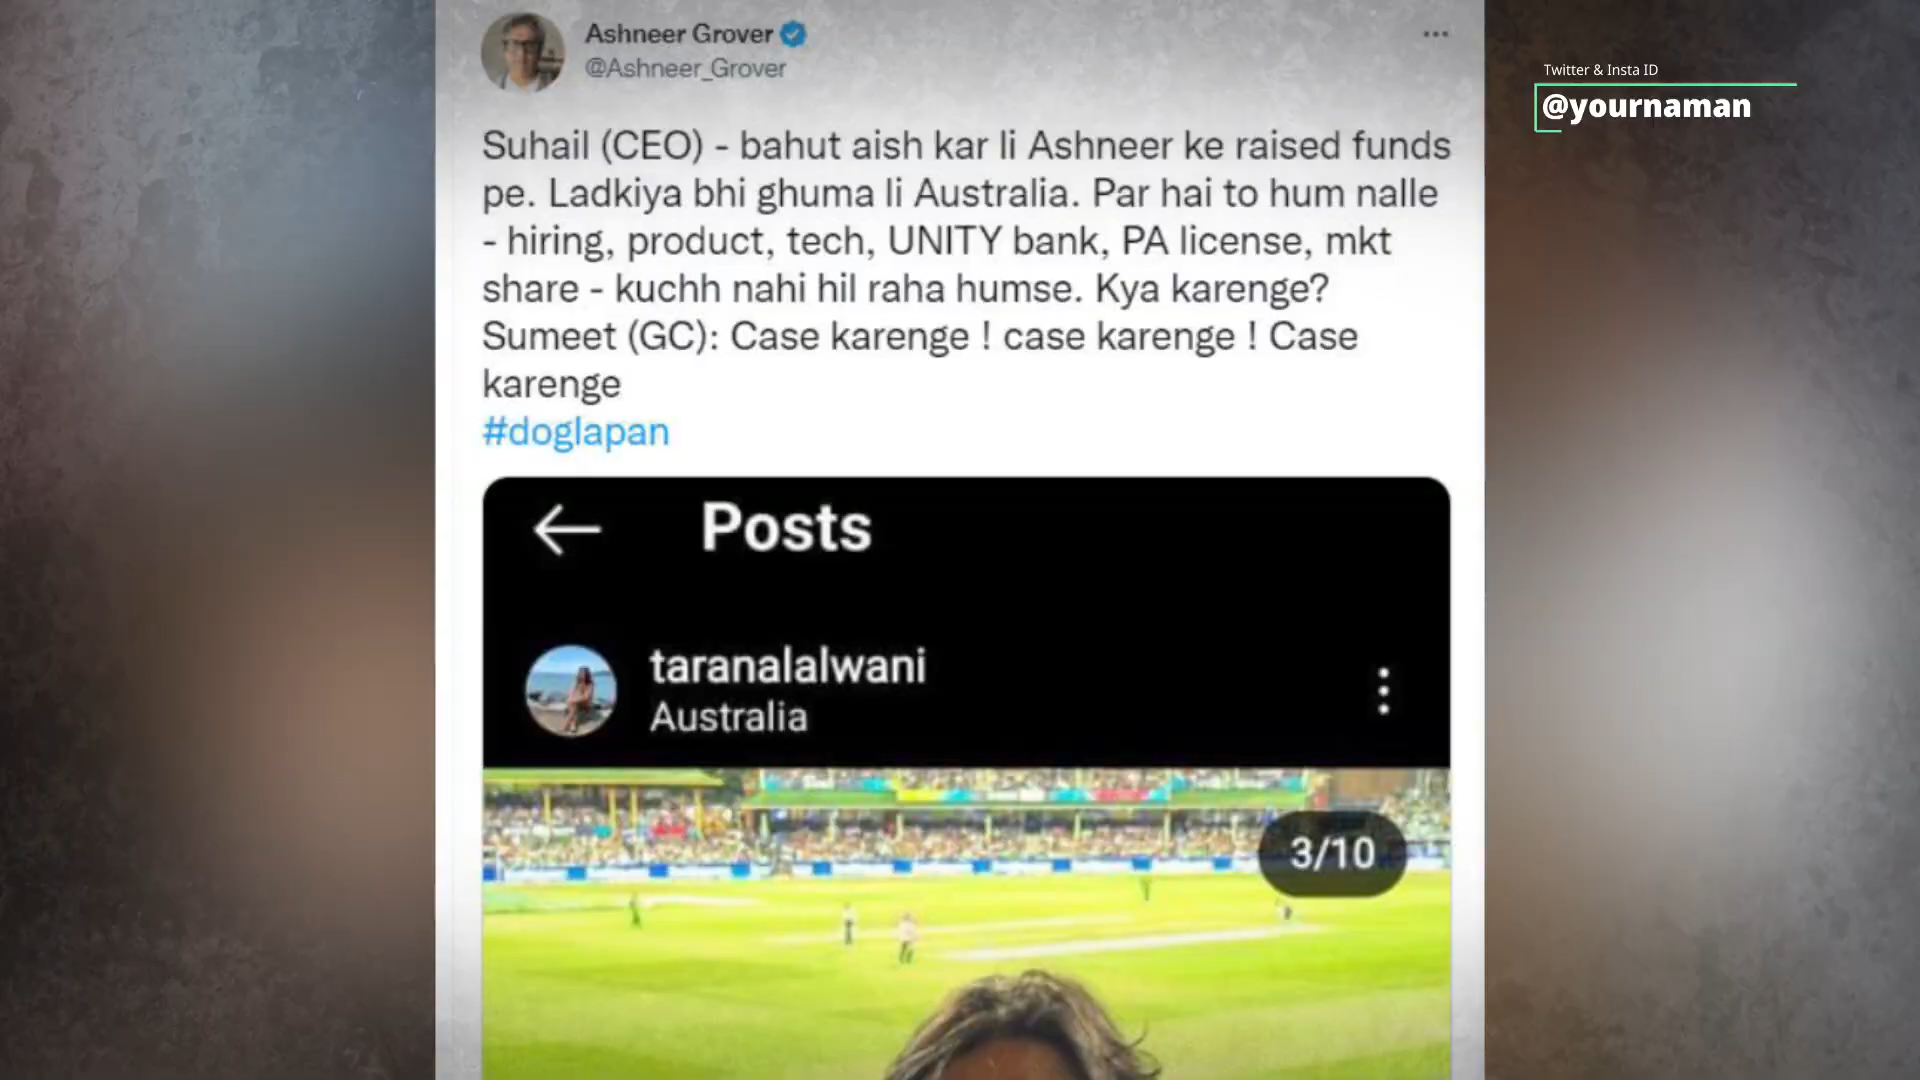 Ashneer Grover
@Ashneer_Grover
Twitter & Insta ID
@yournaman
Suhail (CEO) - bahut aish kar li Ashneer ke raised funds
pe. Ladkiya bhi ghuma li Australia. Par hai to hum nalle
- hiring, product, tech, UNITY bank, PA license, mkt
share - kuchh nahi hil raha humse. Kya karenge?
Sumeet (GC): Case karenge ! case karenge ! Case
karenge
#doglapan
Posts
taranalalwani
Australia
3/10